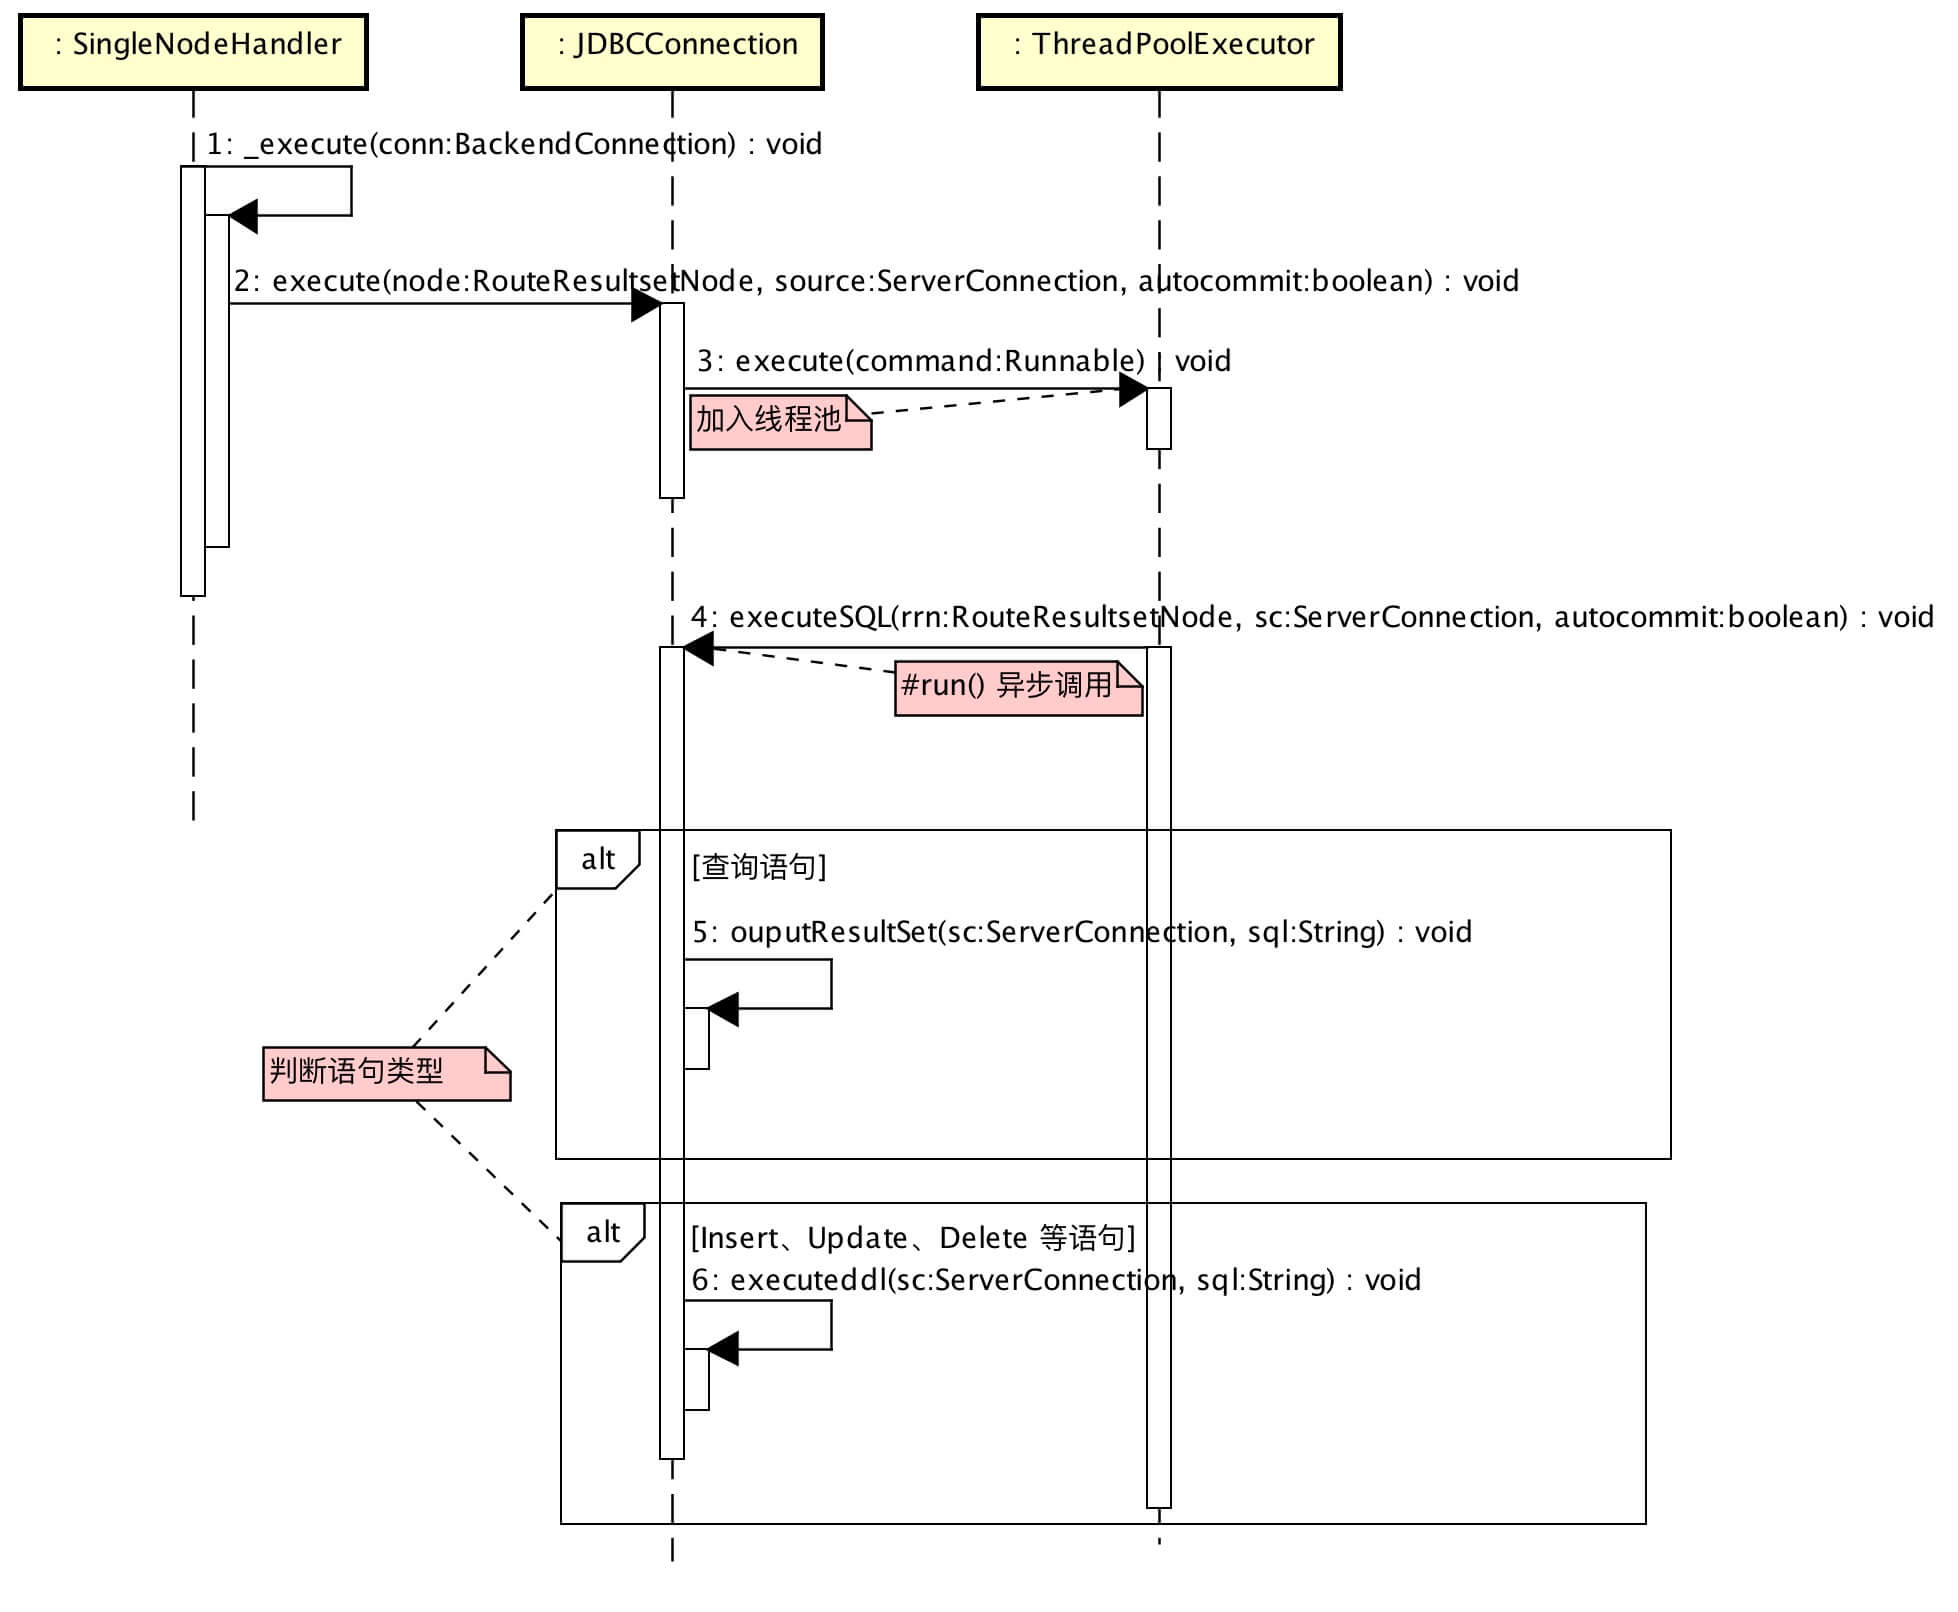 : SingleNodeHandler
: JDBCConnection
: ThreadPoolExecutor
1: _execute(conn:BackendConnection) : void
2: execute(node:RouteResultsetNode, source:ServerConnection, autocommit:boolean) : void
3: execute(command:Runnable) : void
加入线程池
4: executeSQL(rrn:RouteResultsetNode, sc:ServerConnection, autocommit:boolean) : void
#run() 异步调用
alt
[查询语句]
5: ouputResultSet(sc:ServerConnection, sql:String) : void
判断语句类型
alt
[Insert、Update、Delete 等语句]
6: executeddl(sc:ServerConnection, sql:String) : void